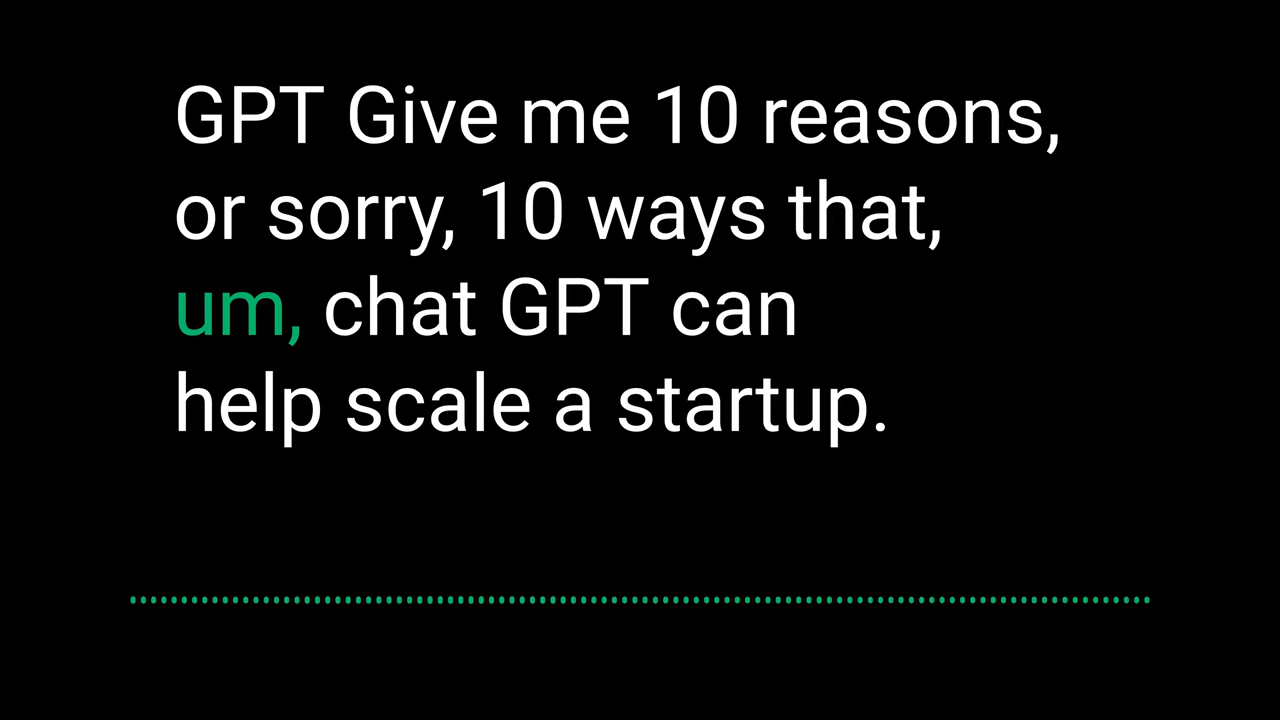 GPT Give me 10 reasons,
or sorry, 10 ways that,
um, chat GPT can
help scale a startup.